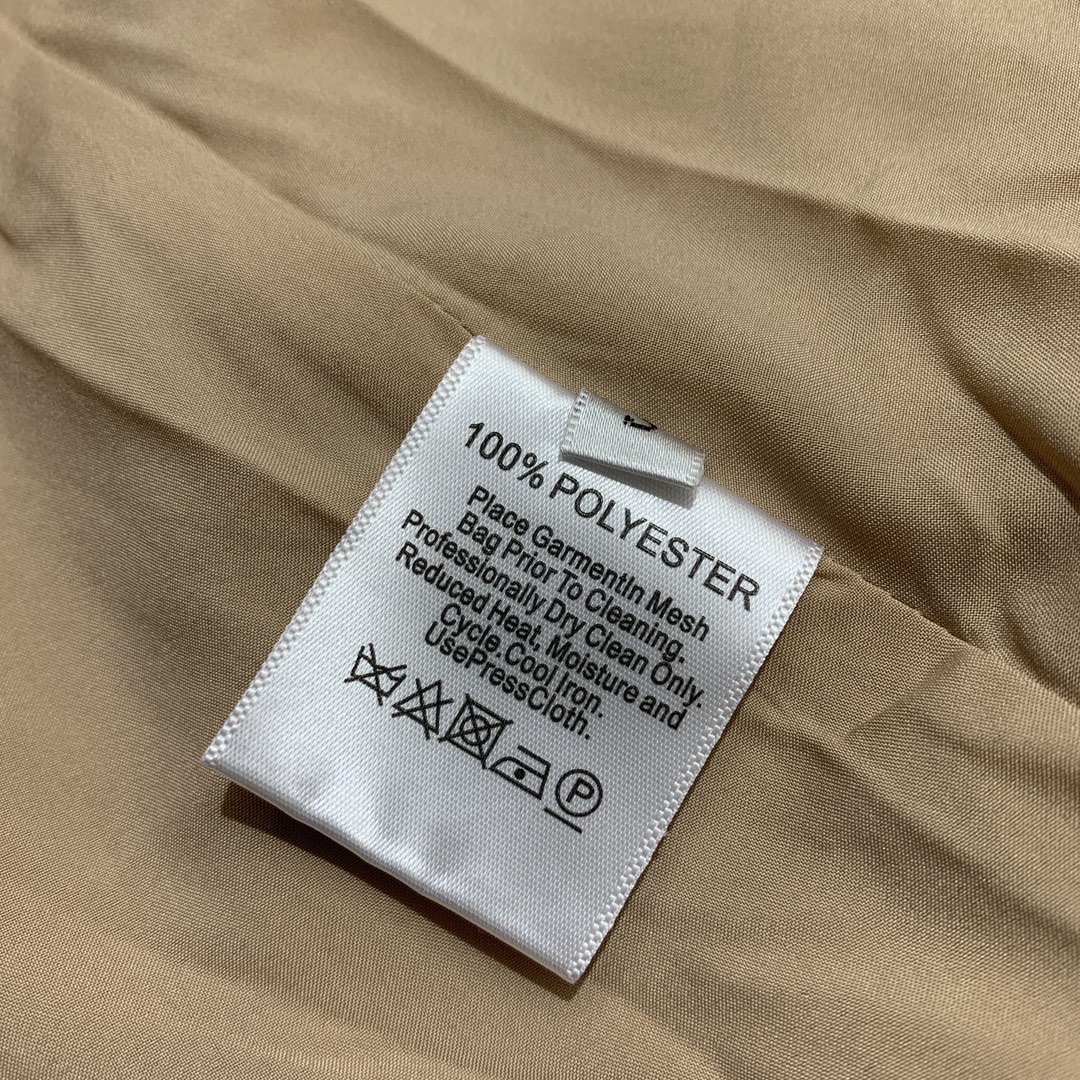 100% POLYESTER
Place GarmentIn Mesh
Bag Prior To Cleaning.
Professionally Dry Clean Only.
Reduced Heat, Moisture and
Cycle.Cool Iron.
UsePressCloth.
P